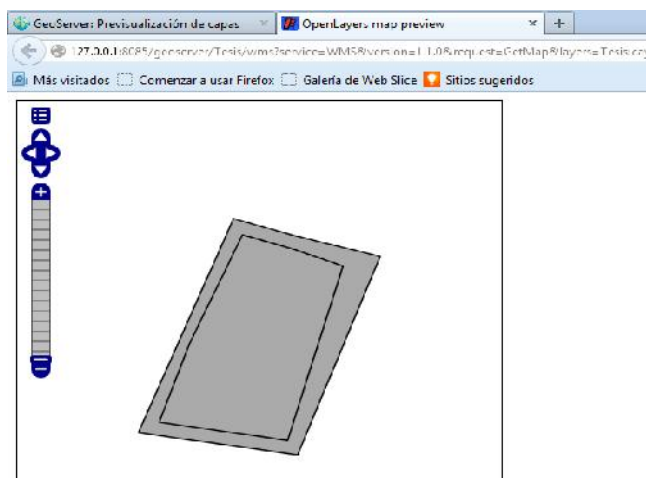 GeoServer: Previsualización de capas
OpenLayers map preview
127.0.0.1:8085/geoserver/Tesis/wms?service=WMS&version=1.1.0&request=GetMap&layers=Tesis:
Más visitados Comenzar a usar Firefox Galería de Web Slice Sitios sugeridos